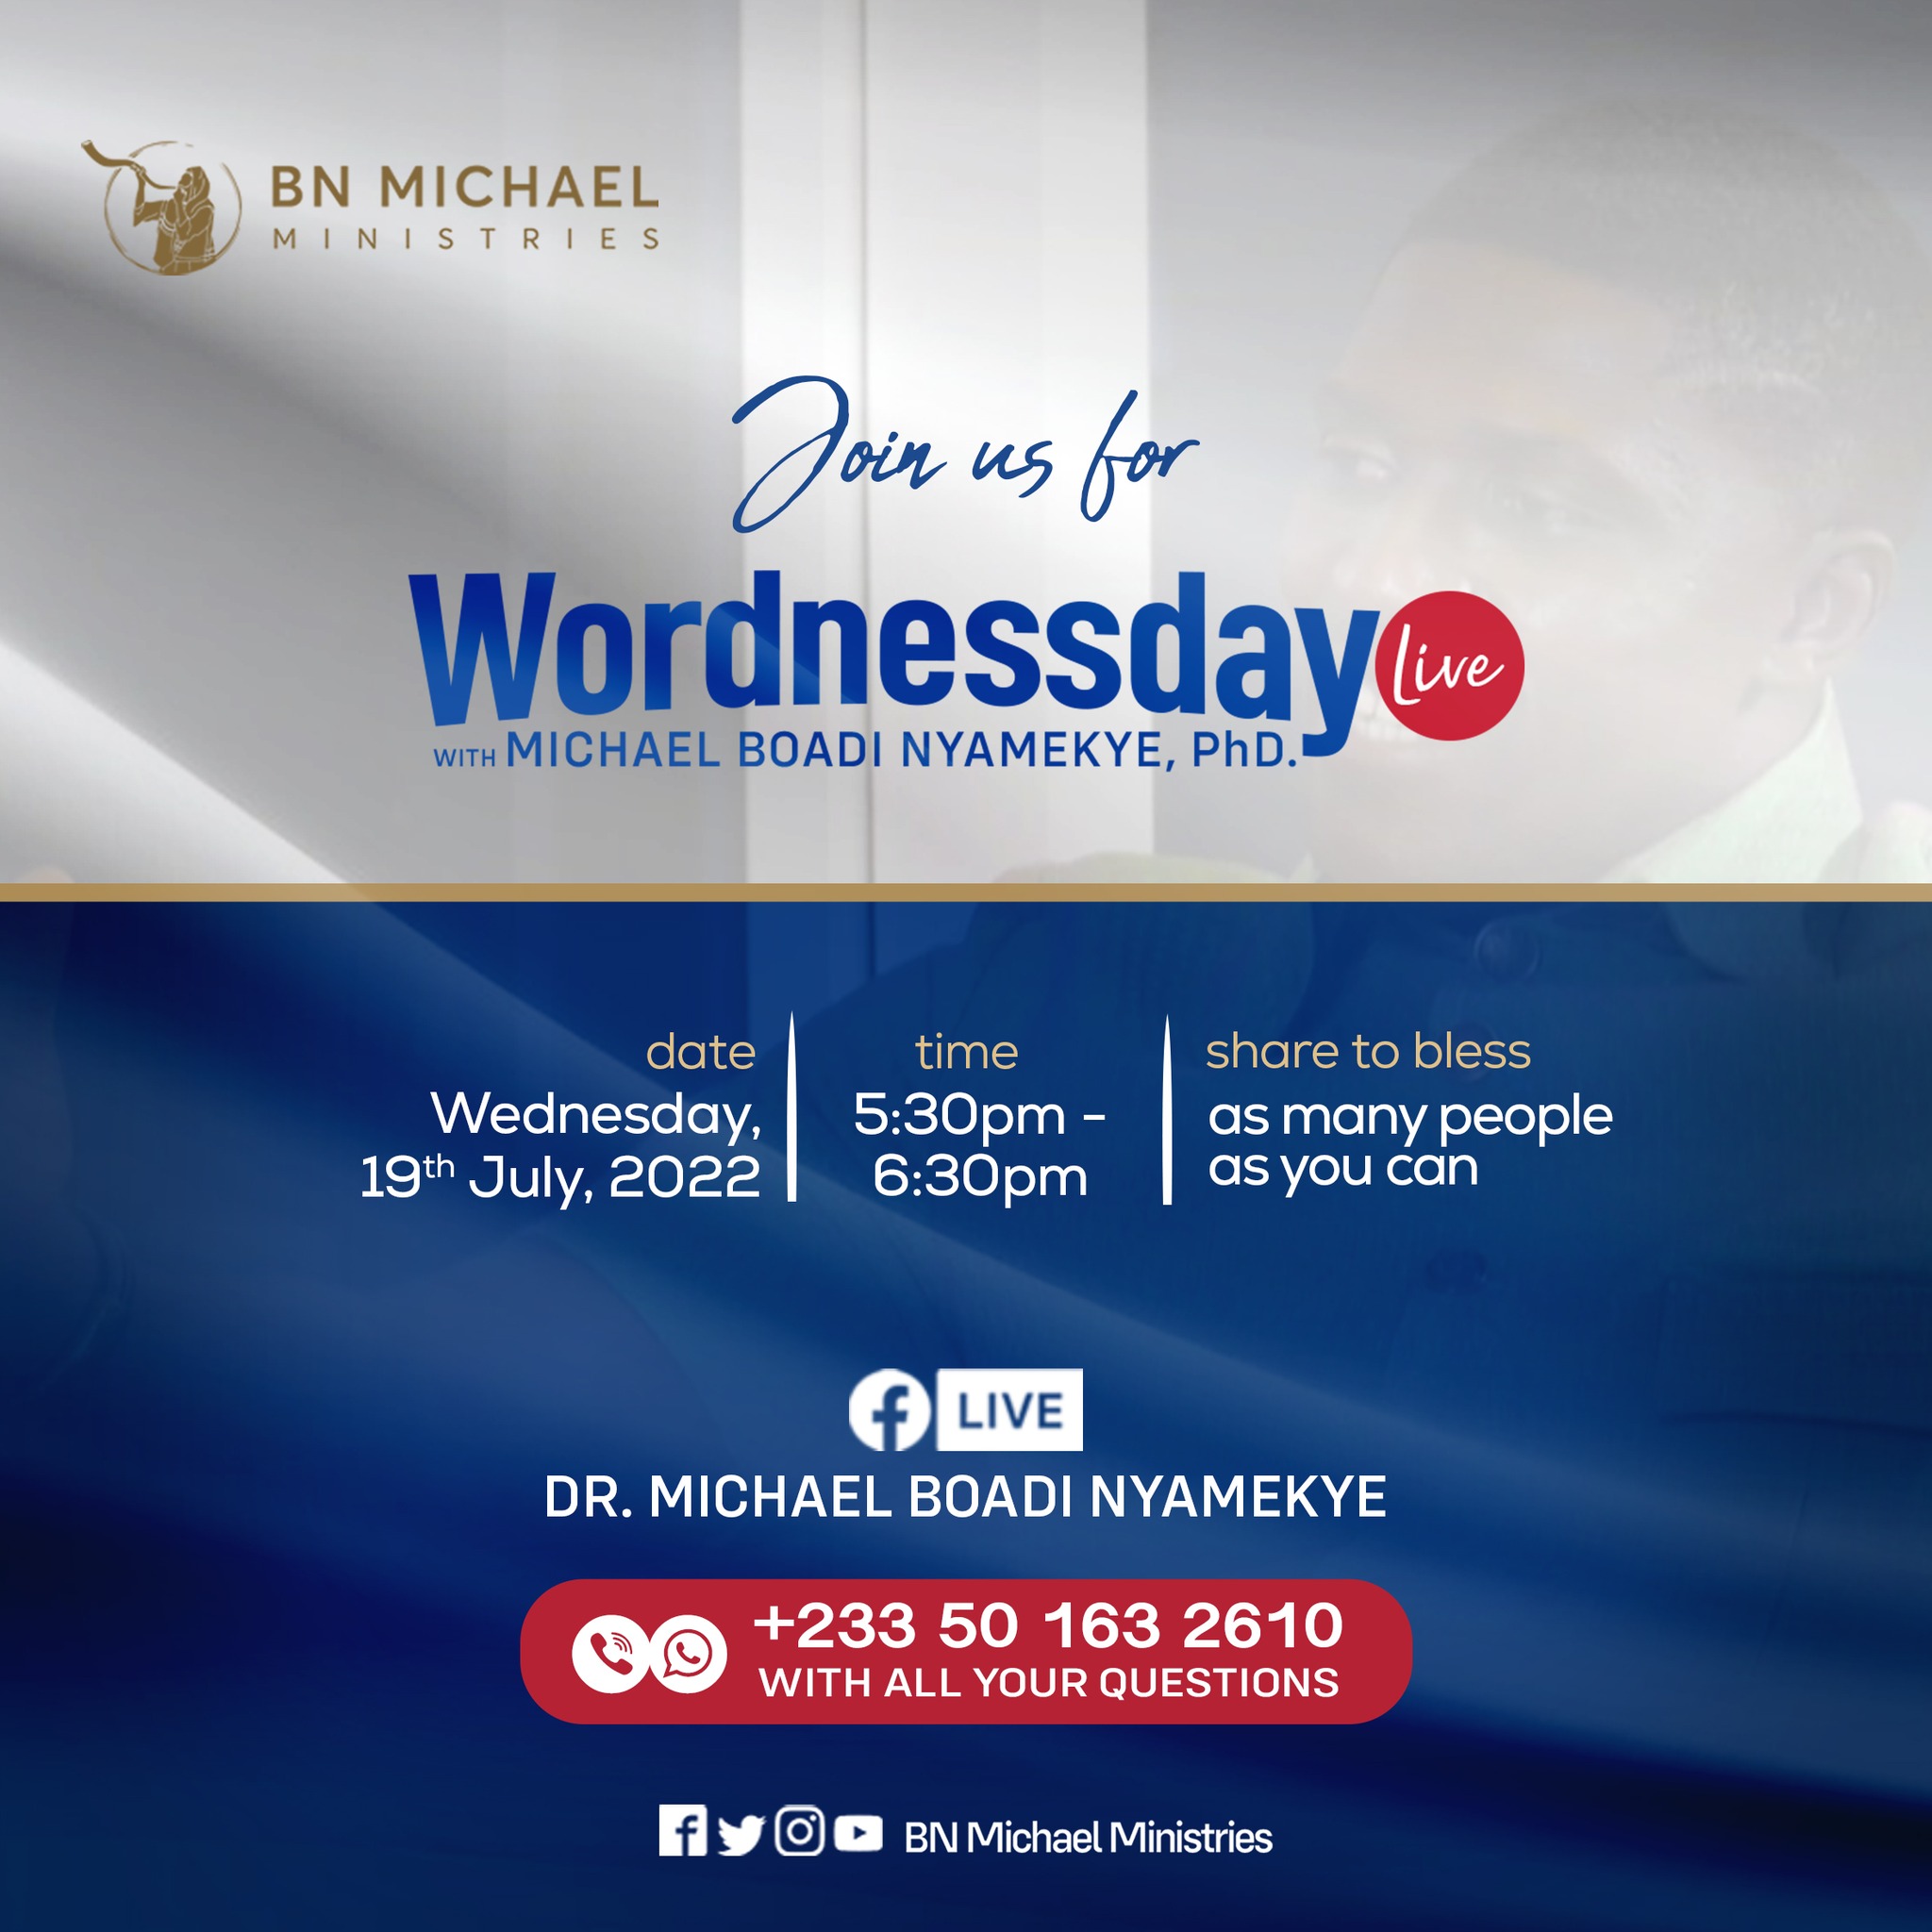 BN MICHAEL
MINISTRIES
Join us for
Wordnessday Live
WITH MICHAEL BOADI NYAMEKYE, PhD.
date
Wednesday,
19th July, 2022
time
5:30pm -
6:30pm
share to bless
as many people
as you can
f LIVE
DR. MICHAEL BOADI NYAMEKYE
+233 50 163 2610
WITH ALL YOUR QUESTIONS
BN Michael Ministries